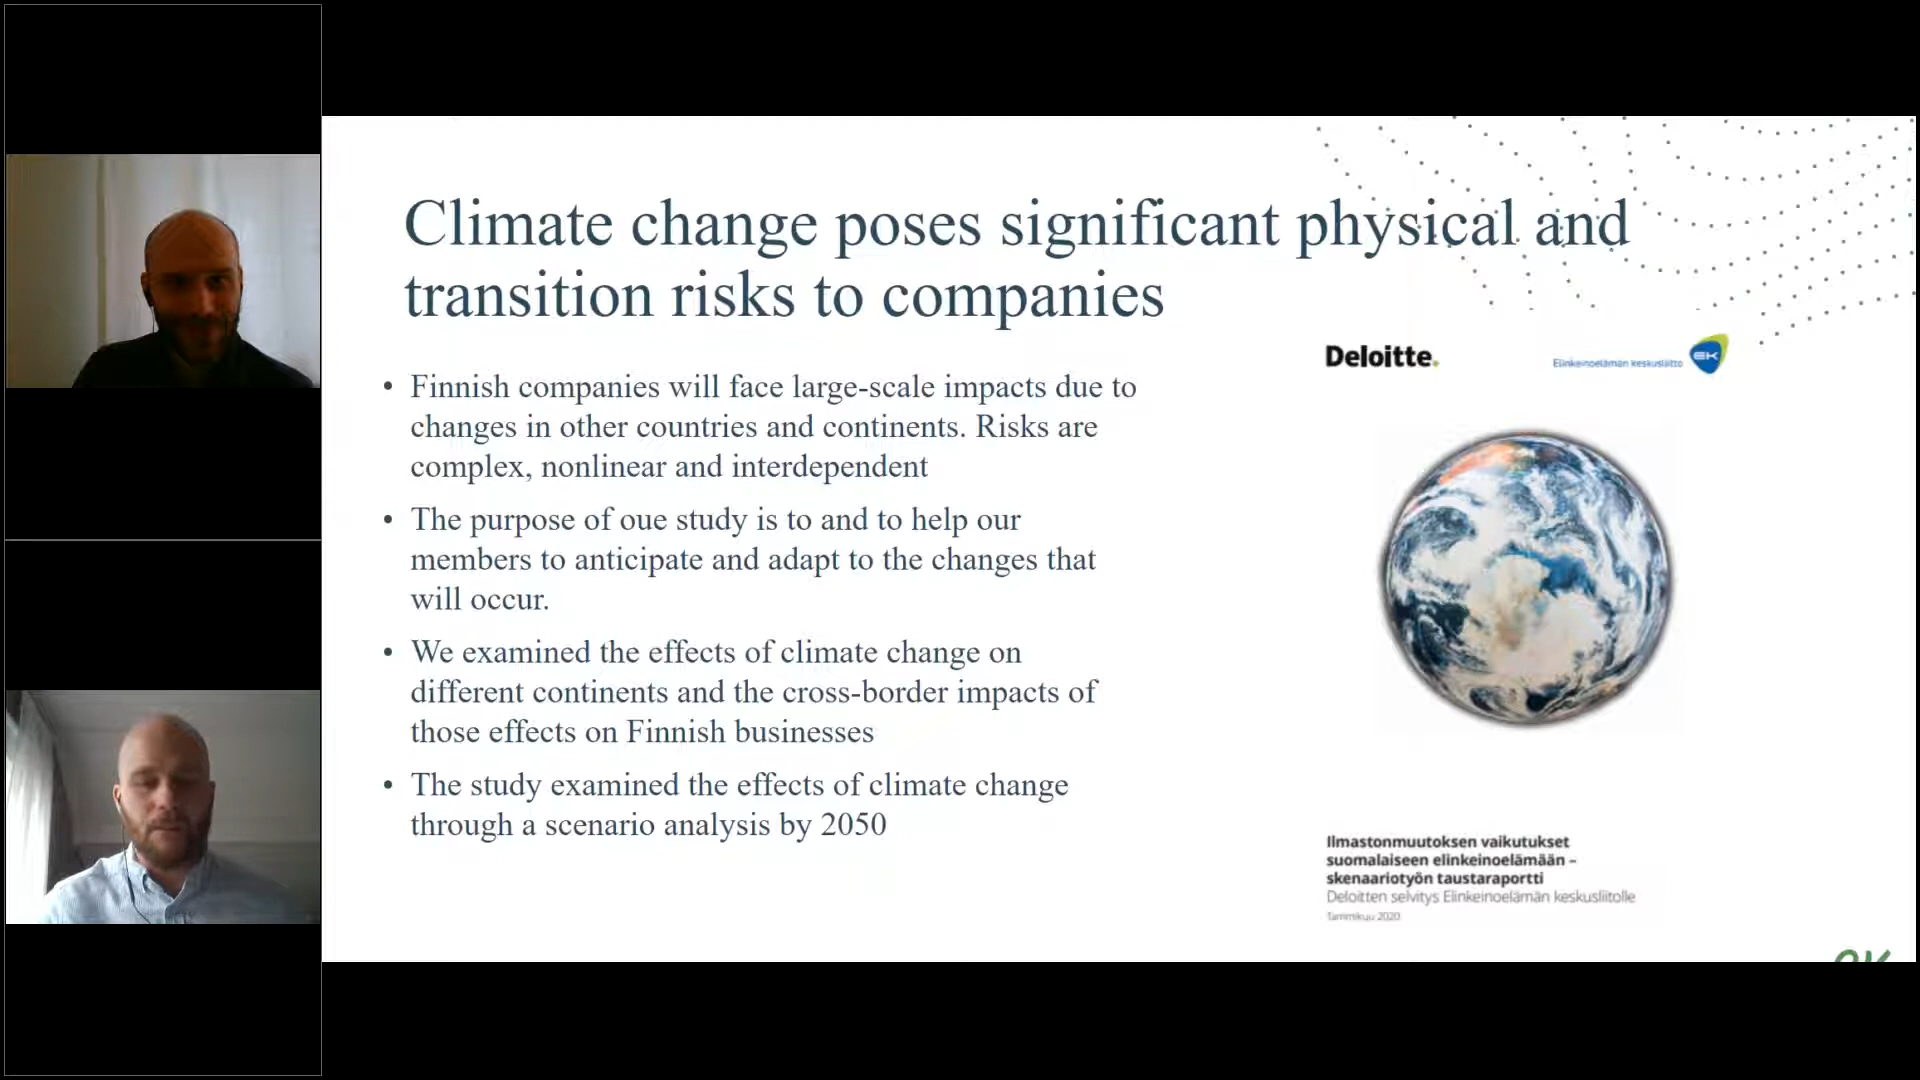 Climate change poses significant physical and
transition risks to companies
• Finnish companies will face large-scale impacts due to
changes in other countries and continents. Risks are
complex, nonlinear and interdependent
• The purpose of oue study is to and to help our
members to anticipate and adapt to the changes that
will occur.
• We examined the effects of climate change on
different continents and the cross-border impacts of
those effects on Finnish businesses
• The study examined the effects of climate change
through a scenario analysis by 2050
Deloitte.
Elinkeinoelämän keskusliitto EK
Ilmastonmuutoksen vaikutukset
suomalaiseen elinkeinoelämään –
skenaariotyön taustaraportti
Deloitten selvitys Elinkeinoelämän keskusliitolle
Tammikuu 2020